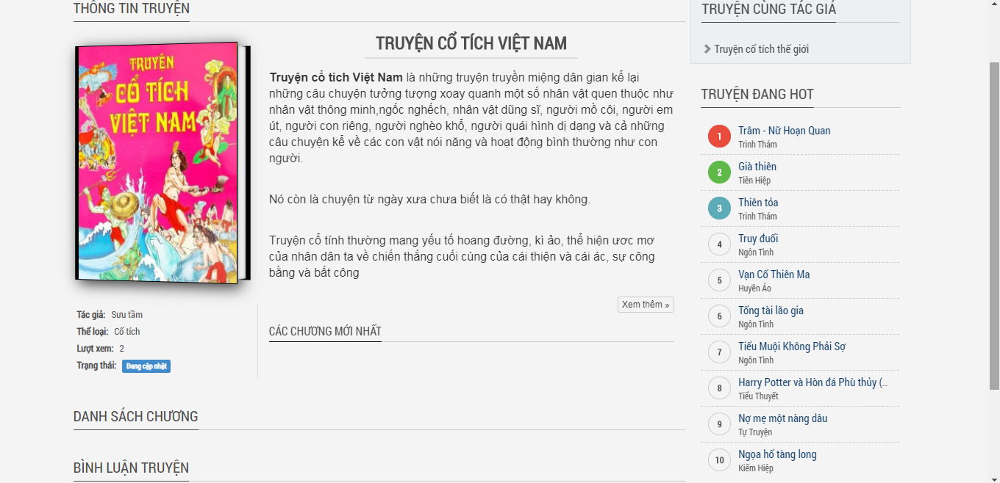 THÔNG TIN TRUYỆN
TRUYỆN
CỔ TÍCH
VIỆT NAM
TRUYỆN CỔ TÍCH VIỆT NAM
Truyện cổ tích Việt Nam là những truyện truyền miệng dân gian kể lại
những câu chuyện tưởng tượng xoay quanh một số nhân vật quen thuộc như
nhân vật thông minh,ngốc nghếch, nhân vật dũng sĩ, người mồ côi, người em
út, người con riêng, người nghèo khổ, người quái hình dị dạng và cả những
câu chuyện kể về các con vật nói năng và hoạt động bình thường như con
người.
Nó còn là chuyện từ ngày xưa chưa biết là có thật hay không.
Truyện cổ tính thường mang yếu tố hoang đường, kì ảo, thể hiện ươc mơ
của nhân dân ta về chiến thắng cuối cùng của cái thiện và cái ác, sự công
bằng và bất công
Xem thêm »
Tác giả: Sưu tầm
Thể loại: Cổ tích
Lượt xem: 2
Trạng thái: Đang cập nhật
CÁC CHƯƠNG MỚI NHẤT
DANH SÁCH CHƯƠNG
BÌNH LUẬN TRUYỆN
TRUYỆN CÙNG TÁC GIẢ
Truyện cổ tích thế giới
TRUYỆN ĐANG HOT
1 Trâm - Nữ Hoạn Quan
Trinh Thám
2 Già thiên
Tiên Hiệp
3 Thiên tỏa
Trinh Thám
4 Truy đuổi
Ngôn Tình
5 Vạn Cổ Thiên Ma
Huyền Ảo
6 Tổng tài lão gia
Ngôn Tình
7 Tiểu Muội Không Phải Sợ
Ngôn Tình
8 Harry Potter và Hòn đá Phù thủy (...
Tiểu Thuyết
9 Nợ mẹ một nàng dâu
Tự Truyện
10 Ngọa hổ tàng long
Kiếm Hiệp